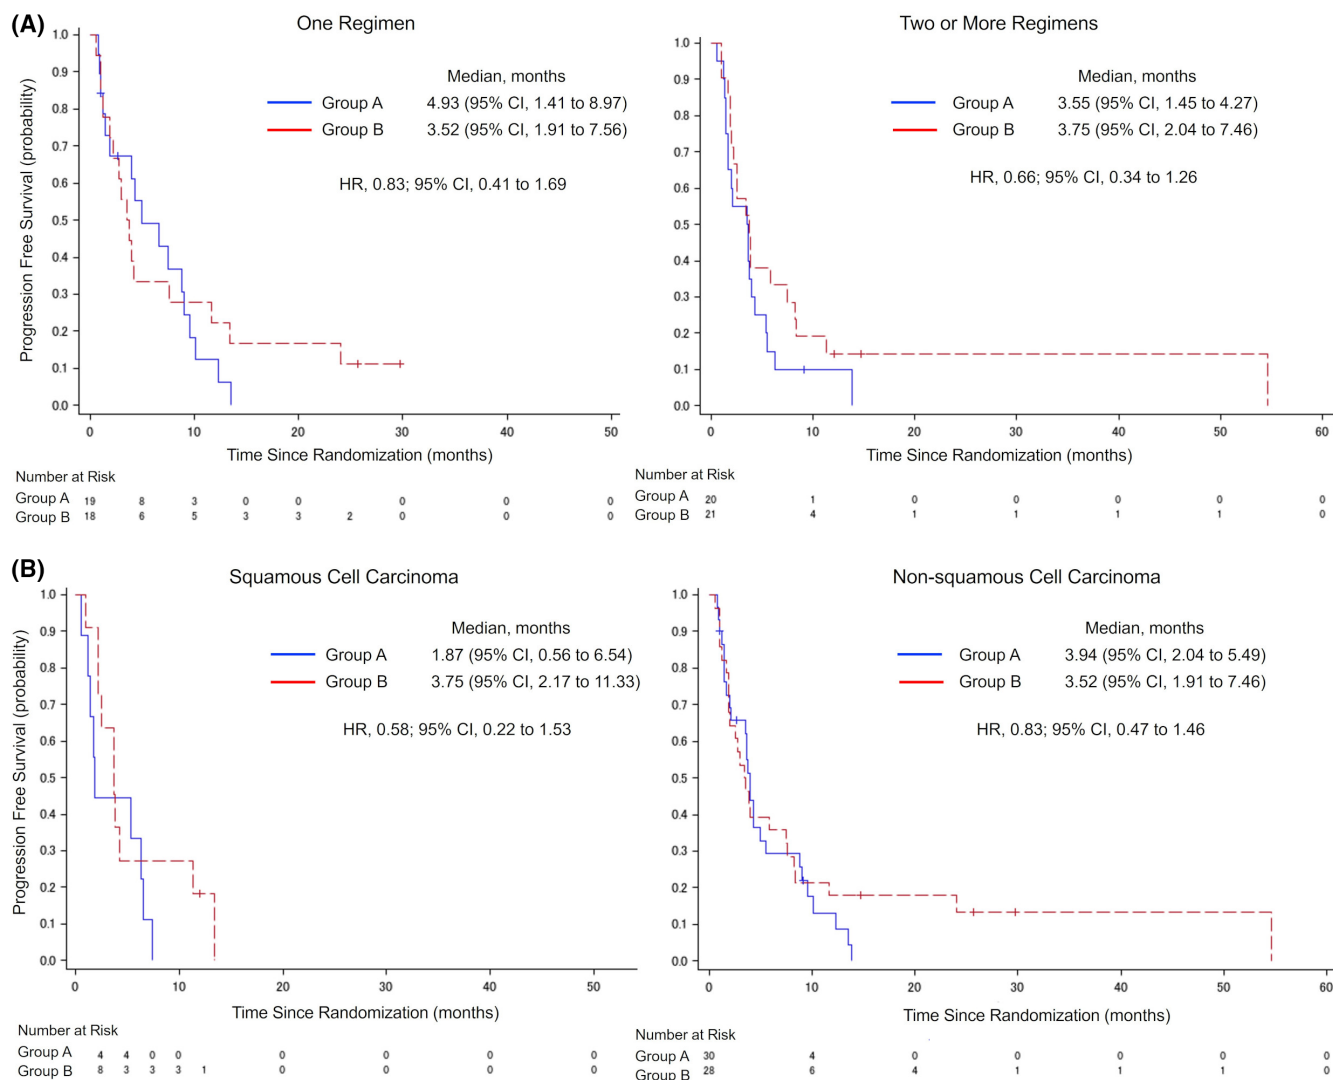 (A)
One Regimen
Two or More Regimens
Progression Free Survival (probability)
1.0
0.9
0.8
0.7
0.6
0.5
0.4
0.3
0.2
0.1
0.0
Median, months
Group A 4.93 (95% CI, 1.41 to 8.97)
Group B 3.52 (95% CI, 1.91 to 7.56)
HR, 0.83; 95% CI, 0.41 to 1.69
0 10 20 30 40 50
Time Since Randomization (months)
Number at Risk
Group A 19 8 3 0 0 0 0 0
Group B 18 6 5 3 3 2 0 0 0
1.0
0.9
0.8
0.7
0.6
0.5
0.4
0.3
0.2
0.1
0.0
Median, months
Group A 3.55 (95% CI, 1.45 to 4.27)
Group B 3.75 (95% CI, 2.04 to 7.46)
HR, 0.66; 95% CI, 0.34 to 1.26
0 10 20 30 40 50 60
Time Since Randomization (months)
Number at Risk
Group A 20 1 0 0 0 0 0
Group B 21 4 1 1 1 1 0
(B)
Squamous Cell Carcinoma
Non-squamous Cell Carcinoma
Progression Free Survival (probability)
1.0
0.9
0.8
0.7
0.6
0.5
0.4
0.3
0.2
0.1
0.0
Median, months
Group A 1.87 (95% CI, 0.56 to 6.54)
Group B 3.75 (95% CI, 2.17 to 11.33)
HR, 0.58; 95% CI, 0.22 to 1.53
0 10 20 30 40 50
Time Since Randomization (months)
Number at Risk
Group A 4 4 0 0 0 0 0 0
Group B 8 3 3 3 1 0 0 0 0
1.0
0.9
0.8
0.7
0.6
0.5
0.4
0.3
0.2
0.1
0.0
Median, months
Group A 3.94 (95% CI, 2.04 to 5.49)
Group B 3.52 (95% CI, 1.91 to 7.46)
HR, 0.83; 95% CI, 0.47 to 1.46
0 10 20 30 40 50 60
Time Since Randomization (months)
Number at Risk
Group A 30 4 0 0 0 0 0
Group B 28 6 4 1 1 1 0